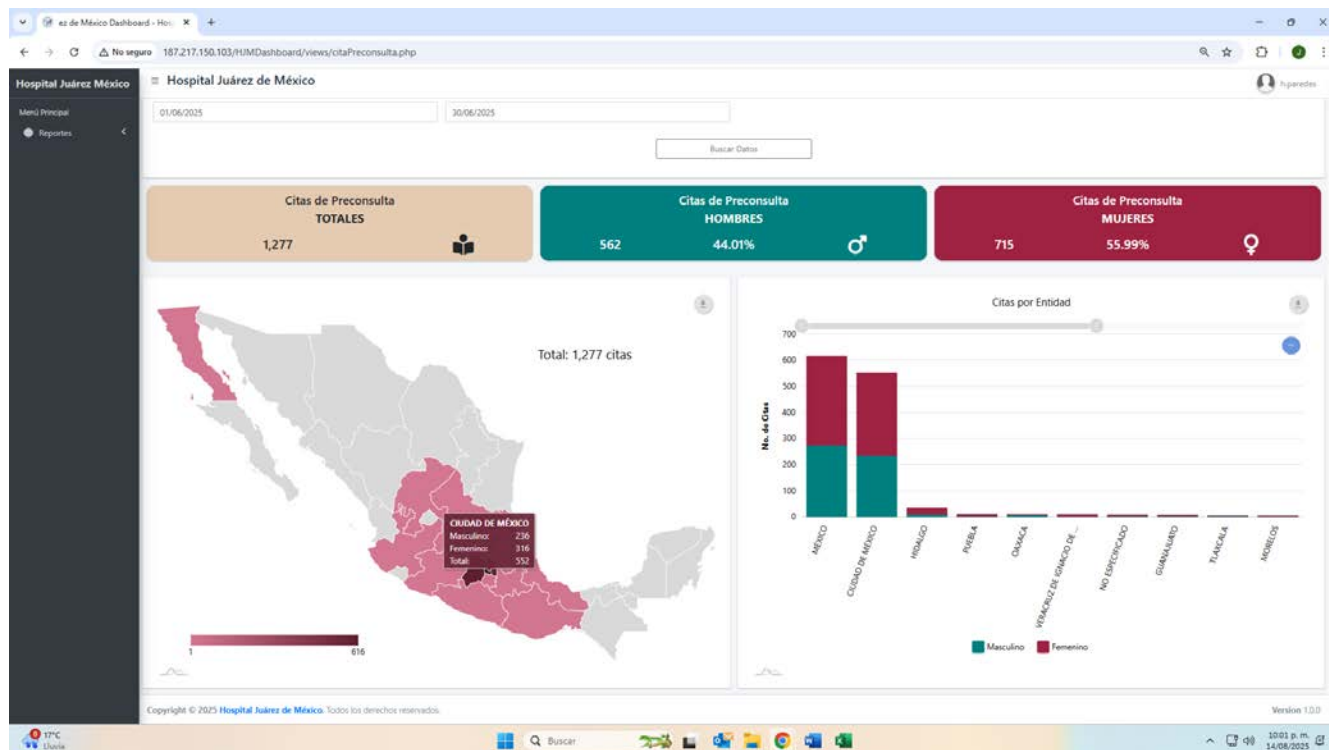 ez de México Dashboard - Hos
No seguro
187.217.150.103/HJMDashboard/views/citaPreconsulta.php
Hospital Juárez México
Hospital Juárez de México
h.paredes
Menú Principal
Reportes
01/06/2025
30/06/2025
Buscar Datos
Citas de Preconsulta
TOTALES
1,277
Citas de Preconsulta
HOMBRES
562
44.01%
Citas de Preconsulta
MUJERES
715
55.99%
Total: 1,277 citas
CIUDAD DE MÉXICO
Masculino: 236
Femenino: 316
Total: 552
1
616
Citas por Entidad
No. de Citas
700
600
500
400
300
200
100
0
MÉXICO
CIUDAD DE MÉXICO
HIDALGO
PUEBLA
OAXACA
VERACRUZ DE IGNACIO DE ...
NO ESPECIFICADO
GUANAJUATO
TLAXCALA
MORELOS
Masculino
Femenino
Copyright © 2025 Hospital Juárez de México. Todos los derechos reservados.
Version 1.0.0
17°C
Lluvia
Buscar
10:01 p. m.
14/08/2025